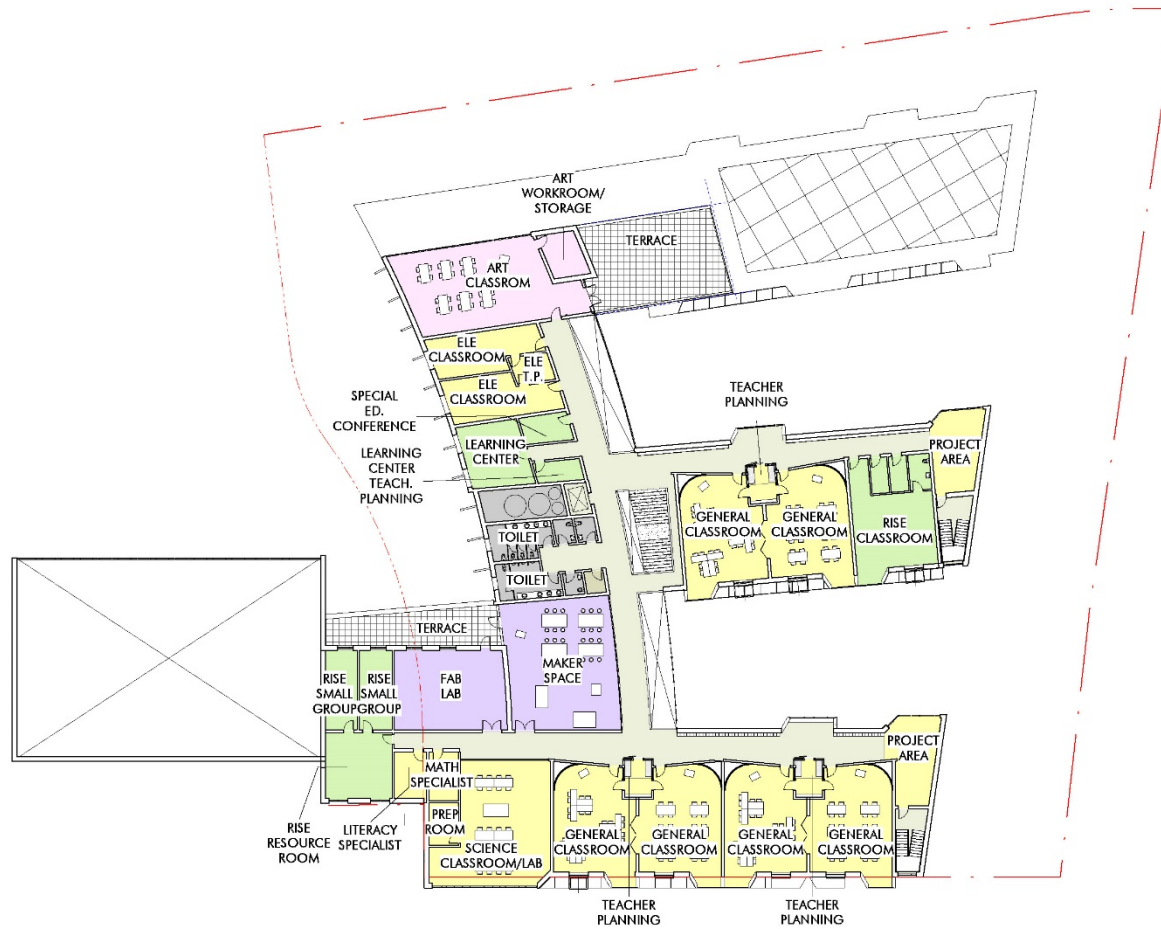 ART
WORKROOM/
STORAGE
TERRACE
ART
CLASSROM
ELE
CLASSROOM
ELE
T.P.
ELE
CLASSROOM
SPECIAL
ED.
CONFERENCE
LEARNING
CENTER
LEARNING
CENTER
TEACH.
PLANNING
TEACHER
PLANNING
PROJECT
AREA
GENERAL
CLASSROOM
GENERAL
CLASSROOM
RISE
CLASSROOM
TOILET
TOILET
TERRACE
RISE
SMALL
GROUP
RISE
SMALL
GROUP
FAB
LAB
MAKER
SPACE
PROJECT
AREA
MATH
SPECIALIST
PREP
ROOM
RISE
RESOURCE
ROOM
LITERACY
SPECIALIST
SCIENCE
CLASSROOM/LAB
GENERAL
CLASSROOM
GENERAL
CLASSROOM
GENERAL
CLASSROOM
GENERAL
CLASSROOM
TEACHER
PLANNING
TEACHER
PLANNING